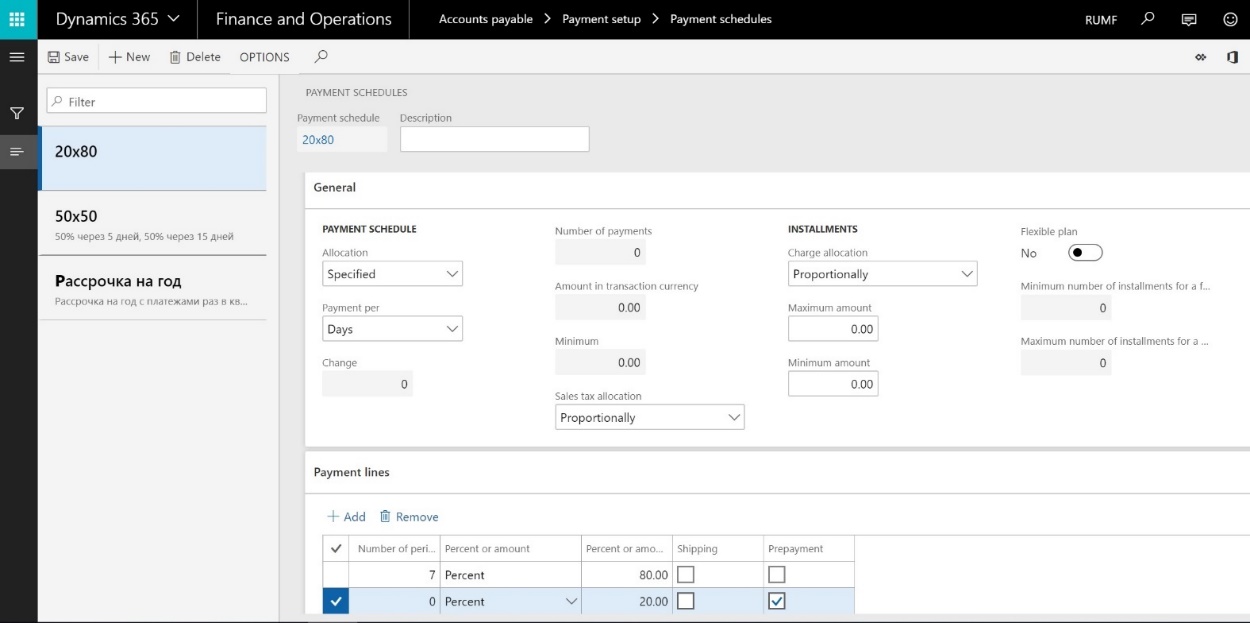 Dynamics 365 Finance and Operations Accounts payable > Payment setup > Payment schedules RUMF
Save + New Delete OPTIONS
Filter
20x80
50x50
50% через 5 дней, 50% через 15 дней
Рассрочка на год
Рассрочка на год с платежами раз в кв...
PAYMENT SCHEDULES
Payment schedule Description
20x80
General
PAYMENT SCHEDULE
Allocation
Specified
Payment per
Days
Change
0
Number of payments
0
Amount in transaction currency
0.00
Minimum
0.00
Sales tax allocation
Proportionally
INSTALLMENTS
Charge allocation
Proportionally
Maximum amount
0.00
Minimum amount
0.00
Flexible plan
No
Minimum number of installments for a f...
0
Maximum number of installments for a ...
0
Payment lines
+ Add Remove
Number of peri... Percent or amount Percent or amo... Shipping Prepayment
7 Percent 80.00
0 Percent 20.00